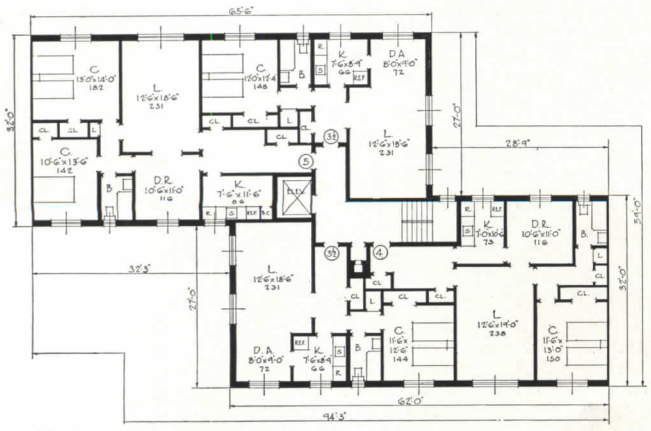 65'-6"
C.
13'0"x14'0"
182
L.
12'6"x18'6"
231
C.
12'0"x12'4
148
B.
R
S
K.
7'6"x8'9"
66
REF.
D.A.
8'0"x9'0"
72
32'-0"
27'-0"
CL.
CL.
L
CL.
CL.
CL.
L
CL
3½
L.
12'6"x18'6"
231
28'-9"
C.
10'6"x13'6"
142
B.
D.R.
10'6"x11'0"
116
5
K.
7'-6"x11'-6"
86
R
S
REF.
B.C.
ELEV.
R
S
K.
7'0"x10'6
73
D.R.
10'6"x11'0"
116
B.
L
CL
59'-0"
32'-0"
3½
4
32'3"
27'-0"
L.
12'6"x18'6"
231
CL
L
CL
CL.
CL.
CL.
L.
12'6"x19'0"
238
C.
11'6"x
12'6"
144
C.
11'6"x
13'0"
150
D.A.
8'0"x9'0"
72
REF.
K.
7'6"x8'9
66
S
R
B.
62'0"
94'3"